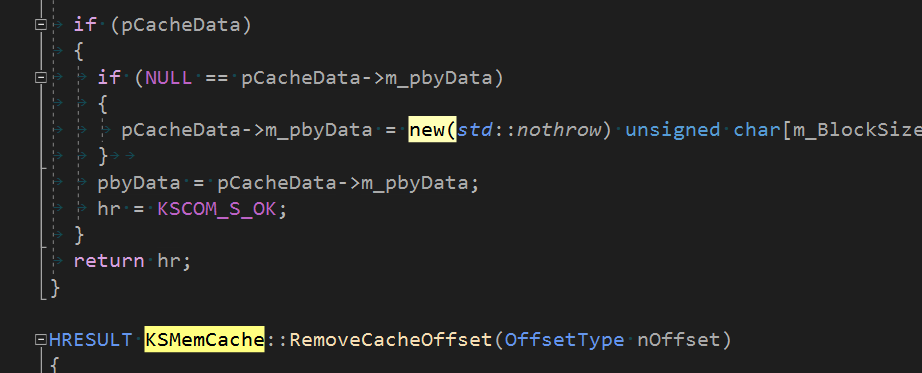 if (pCacheData)
{
if (NULL == pCacheData->m_pbyData)
{
pCacheData->m_pbyData = new(std::nothrow) unsigned char[m_BlockSize
}
pbyData = pCacheData->m_pbyData;
hr = KSCOM_S_OK;
}
return hr;
}
HRESULT KSMemCache::RemoveCacheOffset(OffsetType nOffset)
{